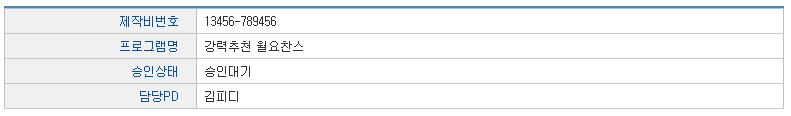 제작비번호 13456-789456
프로그램명 강력추천 월요찬스
승인상태 승인대기
담당PD 김피디